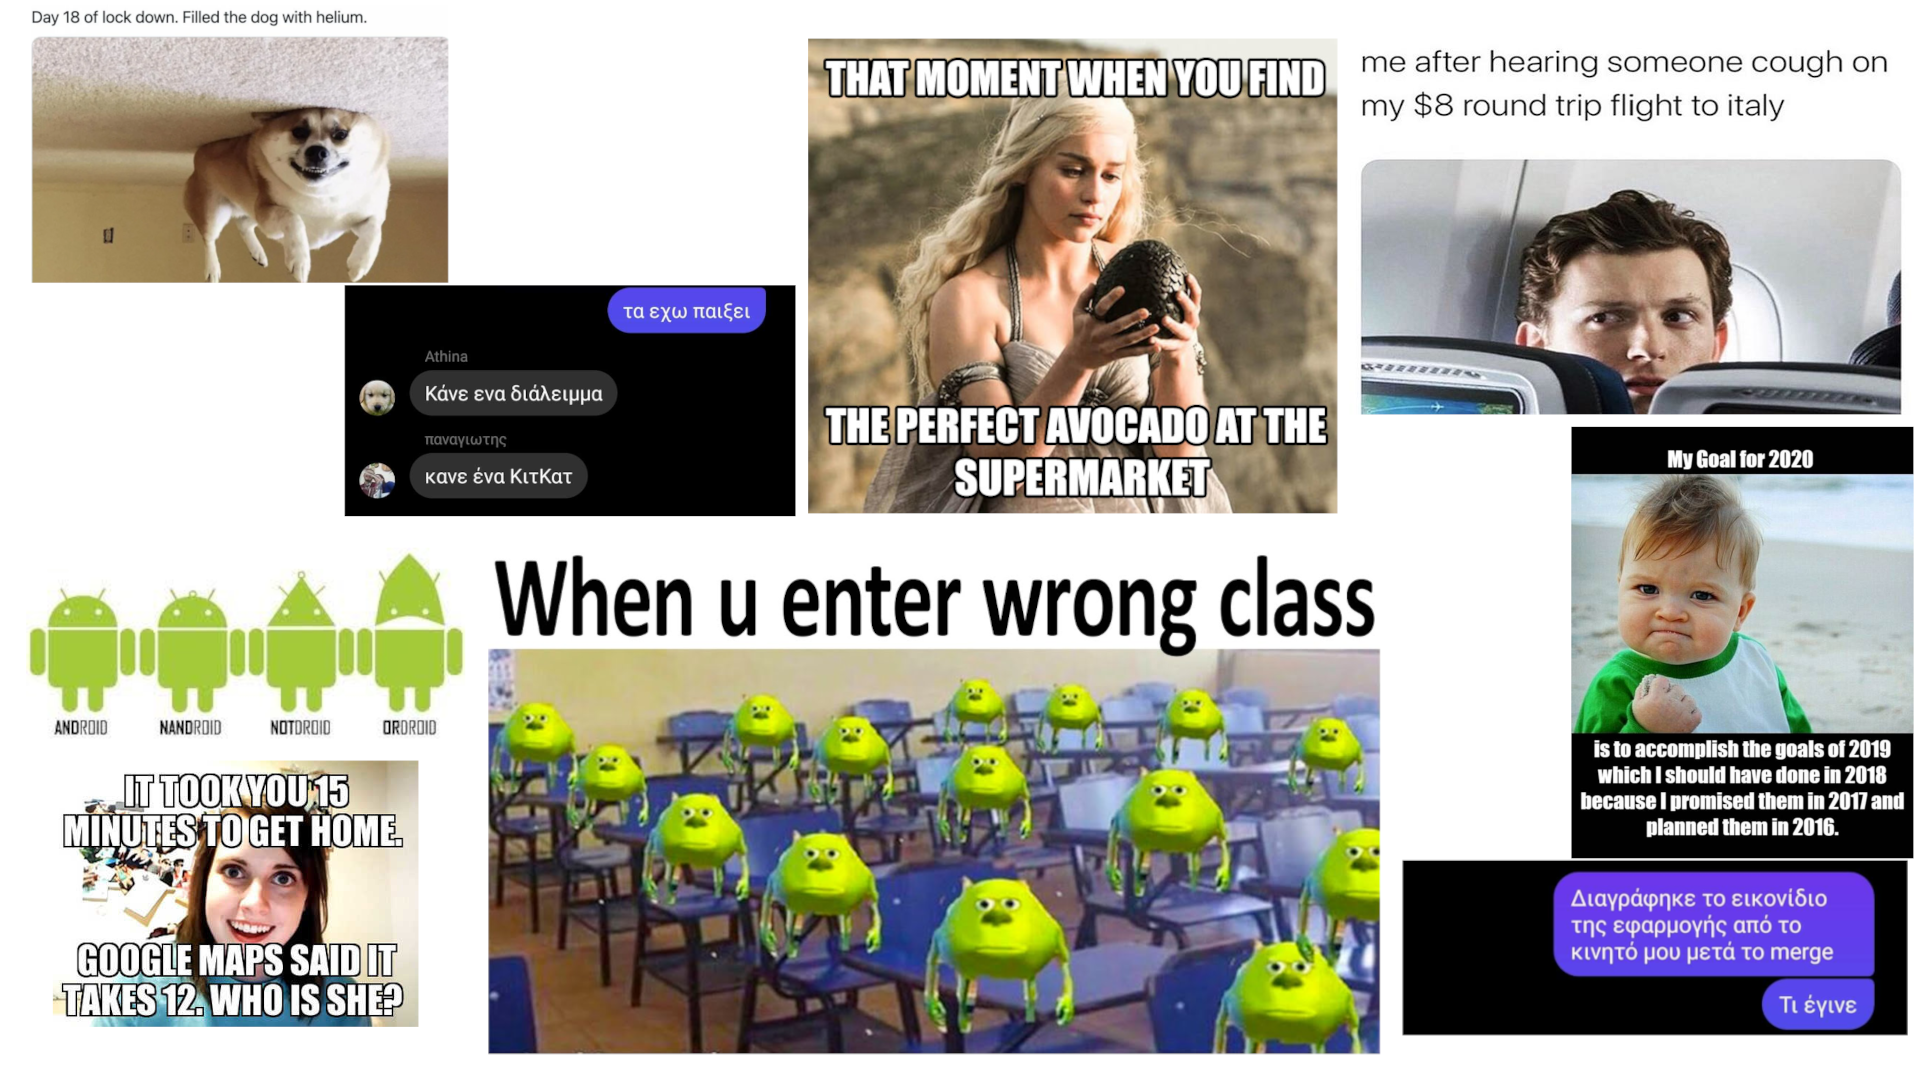 Day 18 of lock down. Filled the dog with helium.
τα εχω παιξει
Athina
Κάνε ενα διάλειμμα
παναγιωτης
κανε ένα ΚιτΚατ
THAT MOMENT WHEN YOU FIND
THE PERFECT AVOCADO AT THE
SUPERMARKET
me after hearing someone cough on
my $8 round trip flight to italy
My Goal for 2020
is to accomplish the goals of 2019
which I should have done in 2018
because I promised them in 2017 and
planned them in 2016.
ANDROID
NANDROID
NOTDROID
ORDROID
When u enter wrong class
IT TOOK YOU 15
MINUTES TO GET HOME.
GOOGLE MAPS SAID IT
TAKES 12. WHO IS SHE?
Διαγράφηκε το εικονίδιο
της εφαρμογής από το
κινητό μου μετά το merge
Τι έγινε